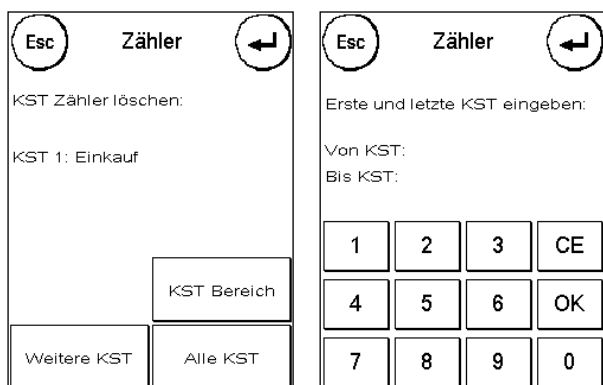 Esc Zähler
KST Zähler löschen:
KST 1: Einkauf
KST Bereich
Weitere KST Alle KST
Esc Zähler
Erste und letzte KST eingeben:
Von KST:
Bis KST:
1 2 3 CE
4 5 6 OK
7 8 9 0